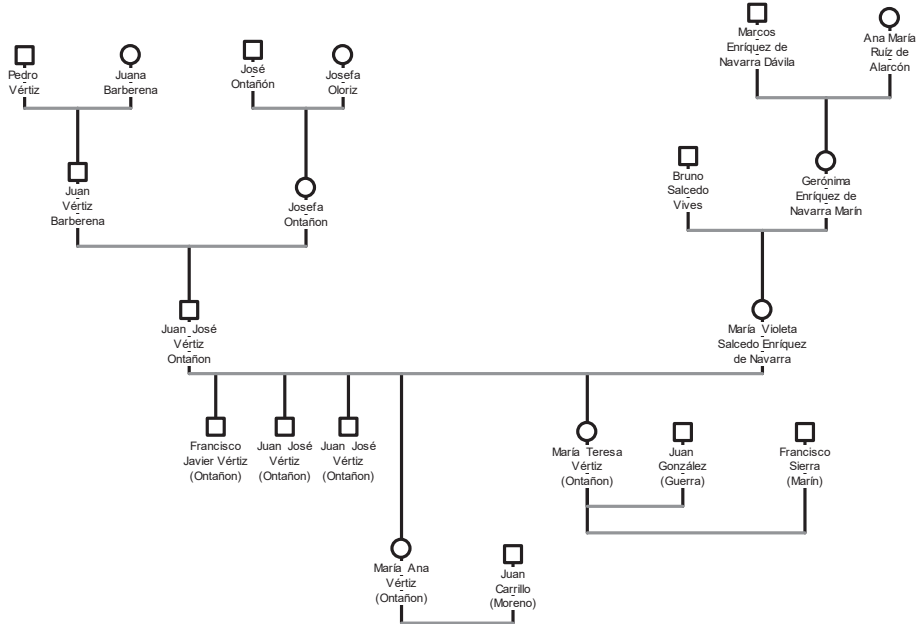 Marcos
Enríquez de
Navarra Dávila
Ana María
Ruíz de
Alarcón
Pedro
Vértiz
Juana
Barberena
José
Ontañón
Josefa
Oloriz
Juan
Vértiz
Barberena
Josefa
Ontañon
Bruno
Salcedo
Vives
Gerónima
Enríquez de
Navarra Marín
Juan José
Vértiz
Ontañon
María Violeta
Salcedo Enríquez
de Navarra
Francisco
Javier Vértiz
(Ontañon)
Juan José
Vértiz
(Ontañon)
Juan José
Vértiz
(Ontañon)
María Teresa
Vértiz
(Ontañon)
Juan
González
(Guerra)
Francisco
Sierra
(Marín)
María Ana
Vértiz
(Ontañon)
Juan
Carrillo
(Moreno)